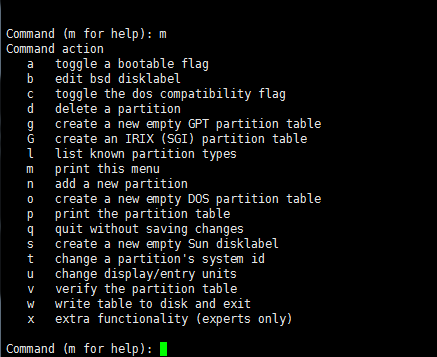 Command (m for help): m
Command action
a   toggle a bootable flag
b   edit bsd disklabel
c   toggle the dos compatibility flag
d   delete a partition
g   create a new empty GPT partition table
G   create an IRIX (SGI) partition table
l   list known partition types
m   print this menu
n   add a new partition
o   create a new empty DOS partition table
p   print the partition table
q   quit without saving changes
s   create a new empty Sun disklabel
t   change a partition's system id
u   change display/entry units
v   verify the partition table
w   write table to disk and exit
x   extra functionality (experts only)
Command (m for help):